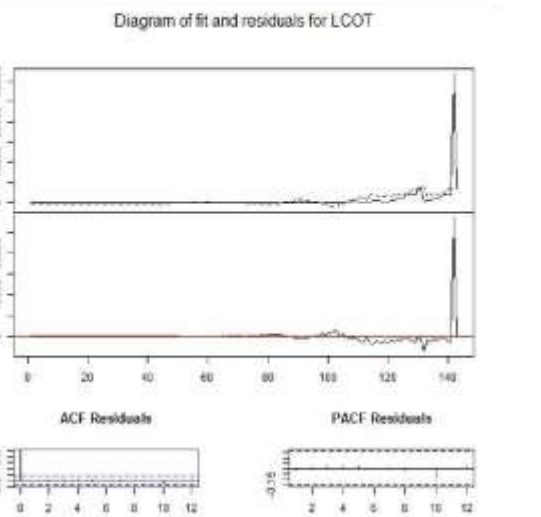 Diagram of fit and residuals for LCOT
0 20 40 60 80 100 120 140
ACF Residuals
PACF Residuals
-0.15
0 2 4 6 8 10 12
2 4 6 8 10 12